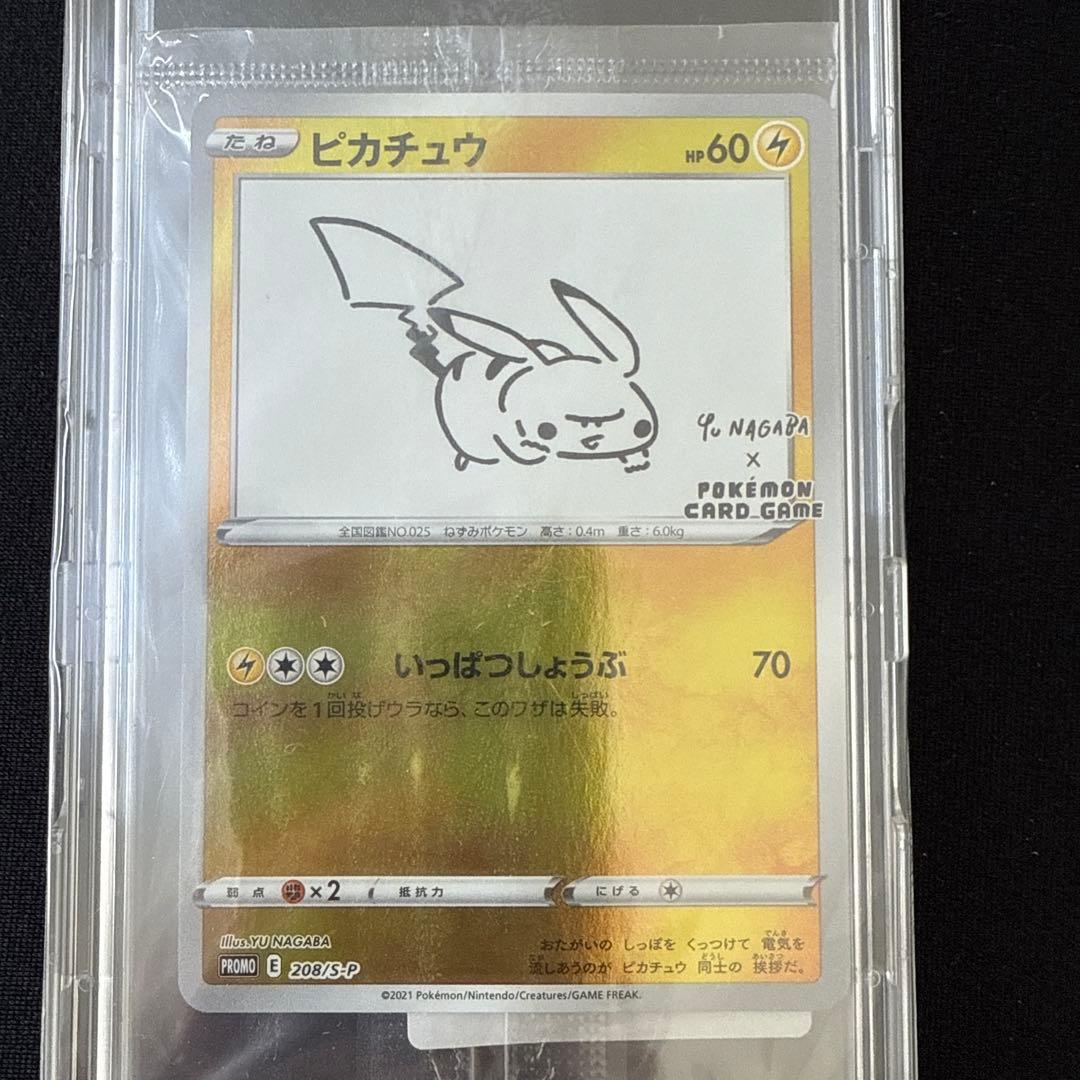 たね ピカチュウ HP60
Yu NAGABA
×
POKÉMON
CARD GAME
全国図鑑NO.025 ねずみポケモン 高さ:0.4m 重さ:6.0kg
いっぱつしょうぶ 70
コインを1回投げウラなら、このワザは失敗。
弱点 ×2 抵抗力 にげる
Illus.YU NAGABA
おたがいの しっぽを くっつけて 電気を
流しあうのが ピカチュウ 同士の 挨拶だ。
PROMO E 208/S-P
©2021 Pokémon/Nintendo/Creatures/GAME FREAK.